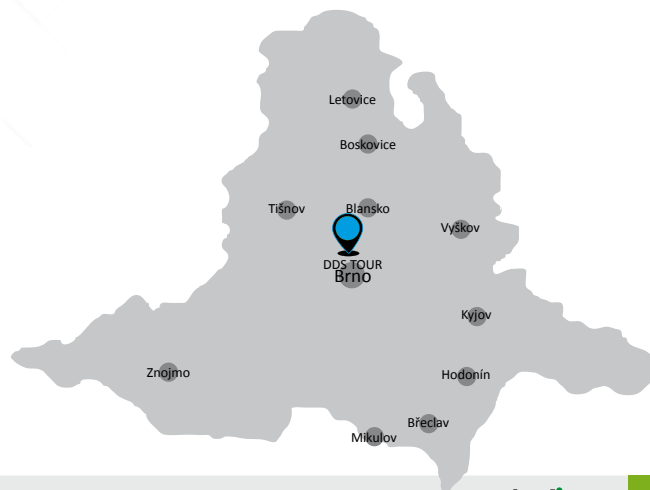 Letovice
Boskovice
Tišnov
Blansko
Vyškov
DDS TOUR
Brno
Kyjov
Znojmo
Hodonín
Břeclav
Mikulov